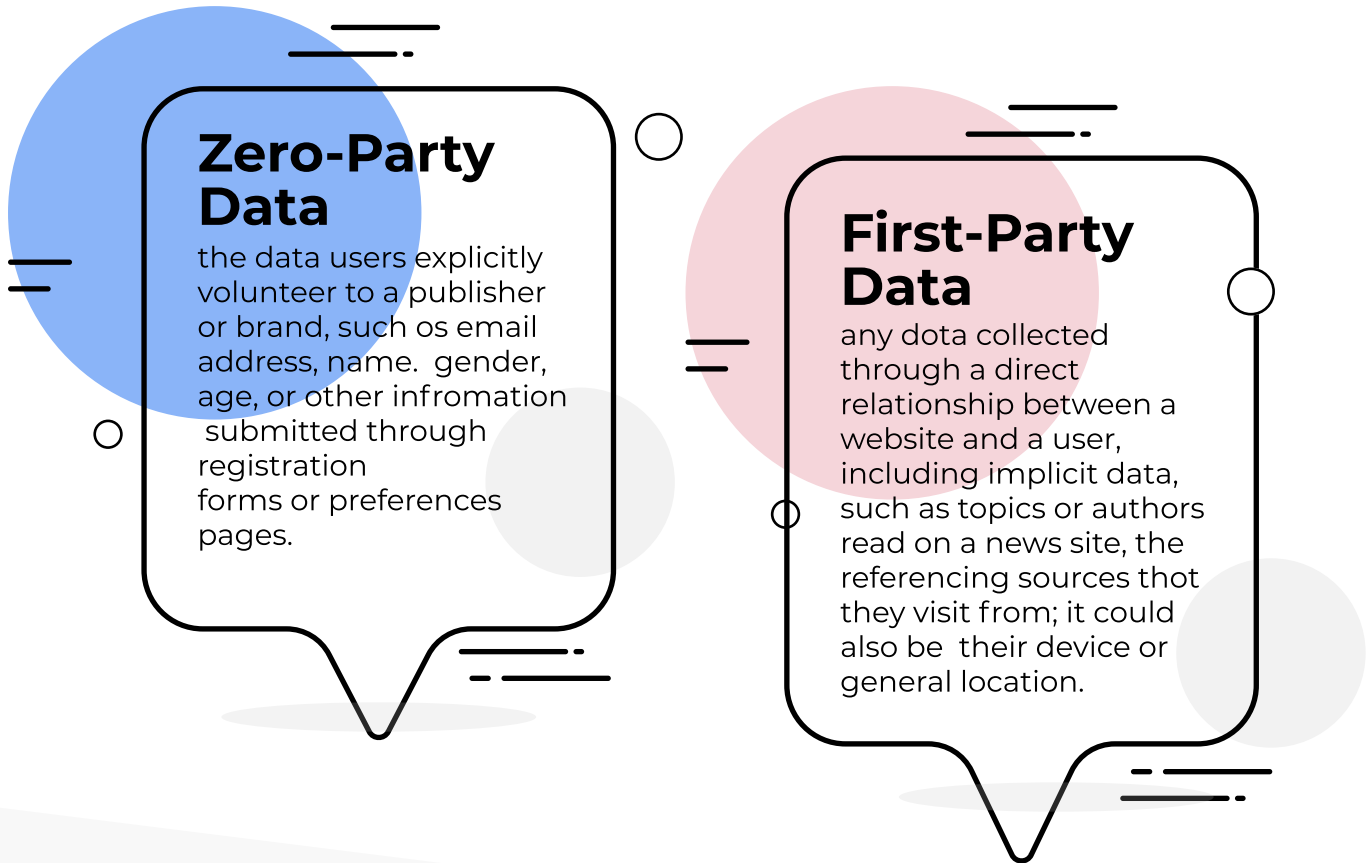 Zero-Party
Data
the data users explicitly
volunteer to a publisher
or brand, such os email
address, name.  gender,
age, or other infromation
submitted through
registration
forms or preferences
pages.
First-Party
Data
any dota collected
through a direct
relationship between a
website and a user,
including implicit data,
such as topics or authors
read on a news site, the
referencing sources thot
they visit from; it could
also be  their device or
general location.